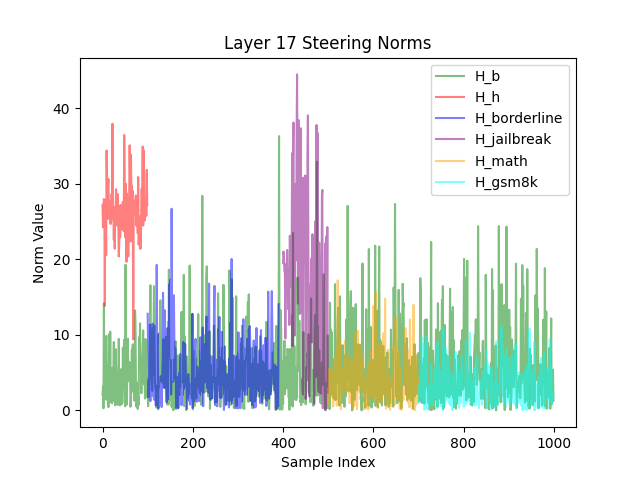 Layer 17 Steering Norms
H_b
H_h
H_borderline
H_jailbreak
H_math
H_gsm8k
Norm Value
40
30
20
10
0
0
200
400
600
800
1000
Sample Index